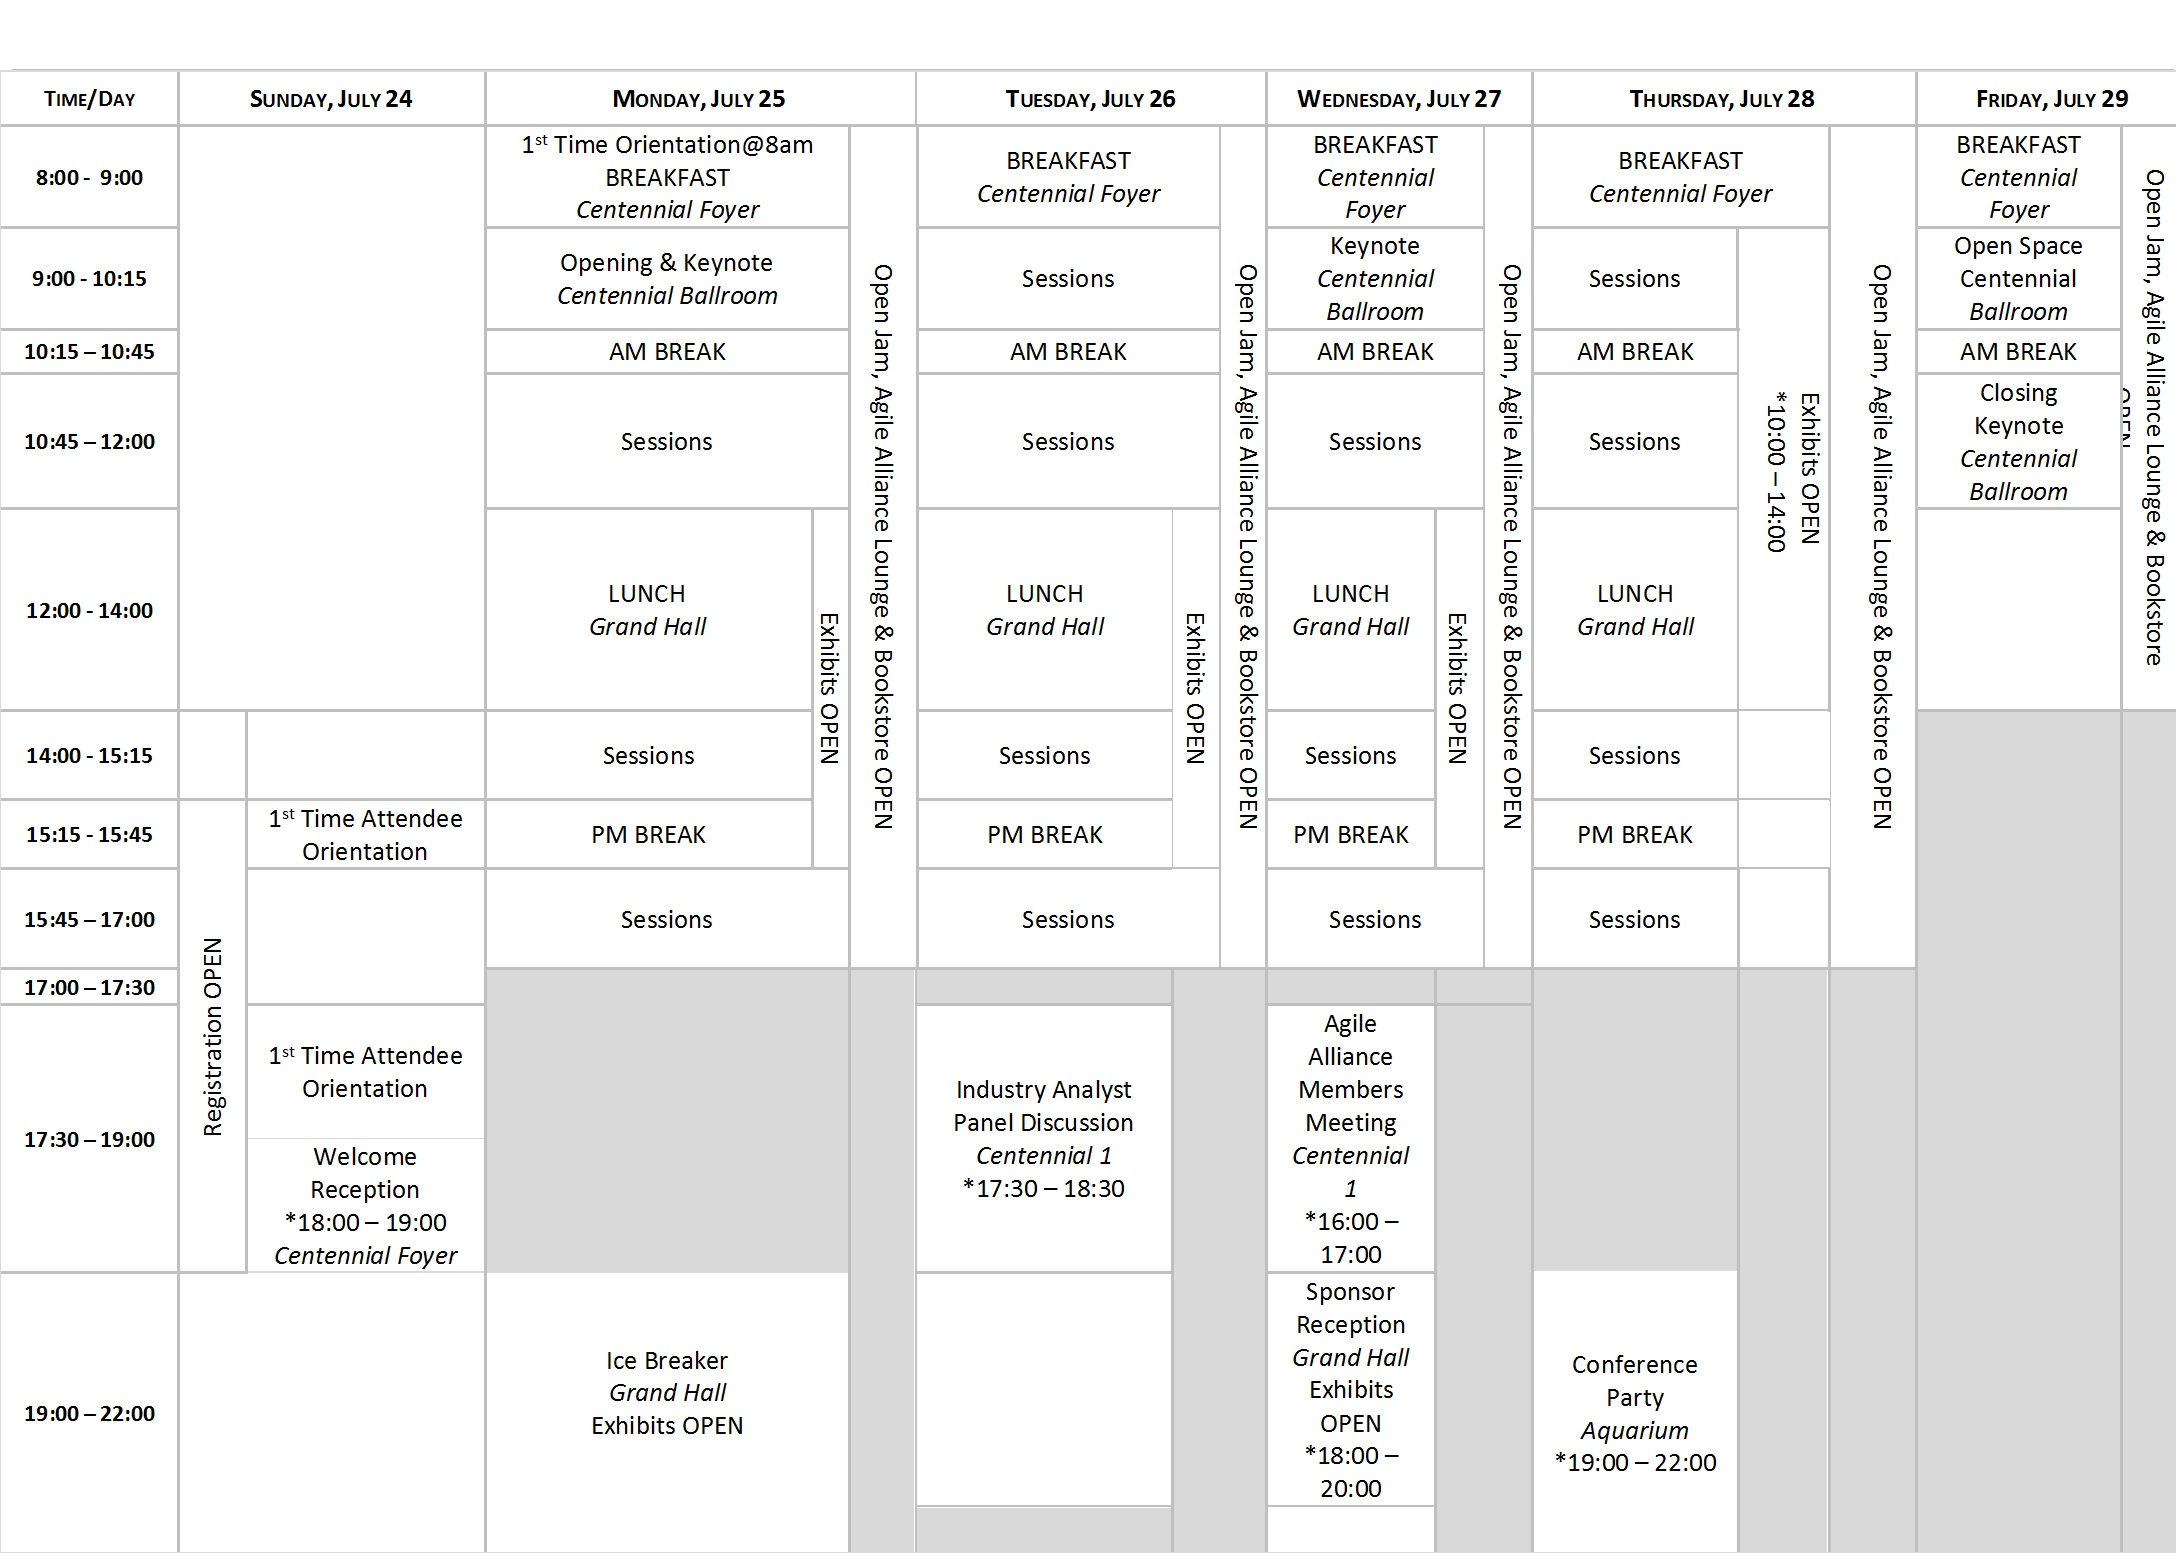 TIME/DAY
SUNDAY, JULY 24
MONDAY, JULY 25
TUESDAY, JULY 26
WEDNESDAY, JULY 27
THURSDAY, JULY 28
FRIDAY, JULY 29
8:00 - 9:00
1st Time Orientation@8am
BREAKFAST
Centennial Foyer
BREAKFAST
Centennial Foyer
BREAKFAST
Centennial
Foyer
BREAKFAST
Centennial Foyer
BREAKFAST
Centennial
Foyer
Open Jam, Agile Alliance Lounge & Bookstore OPEN
Open Jam, Agile Alliance Lounge & Bookstore OPEN
Open Jam, Agile Alliance Lounge & Bookstore OPEN
Open Jam, Agile Alliance Lounge & Bookstore OPEN
Open Jam, Agile Alliance Lounge & Bookstore
OPEN
9:00 - 10:15
Opening & Keynote
Centennial Ballroom
Sessions
Keynote
Centennial
Ballroom
Sessions
Exhibits OPEN
*10:00 – 14:00
Open Space
Centennial
Ballroom
10:15 – 10:45
AM BREAK
AM BREAK
AM BREAK
AM BREAK
AM BREAK
10:45 – 12:00
Sessions
Sessions
Sessions
Sessions
Closing
Keynote
Centennial
Ballroom
12:00 - 14:00
LUNCH
Grand Hall
Exhibits OPEN
LUNCH
Grand Hall
Exhibits OPEN
LUNCH
Grand Hall
Exhibits OPEN
LUNCH
Grand Hall
14:00 - 15:15
Sessions
Sessions
Sessions
Sessions
15:15 - 15:45
Registration OPEN
1st Time Attendee
Orientation
PM BREAK
PM BREAK
PM BREAK
PM BREAK
15:45 – 17:00
Sessions
Sessions
Sessions
Sessions
17:00 – 17:30
17:30 – 19:00
1st Time Attendee
Orientation
Welcome
Reception
*18:00 – 19:00
Centennial Foyer
Industry Analyst
Panel Discussion
Centennial 1
*17:30 – 18:30
Agile
Alliance
Members
Meeting
Centennial
1
*16:00 –
17:00
19:00 – 22:00
Ice Breaker
Grand Hall
Exhibits OPEN
Sponsor
Reception
Grand Hall
Exhibits
OPEN
*18:00 –
20:00
Conference
Party
Aquarium
*19:00 – 22:00